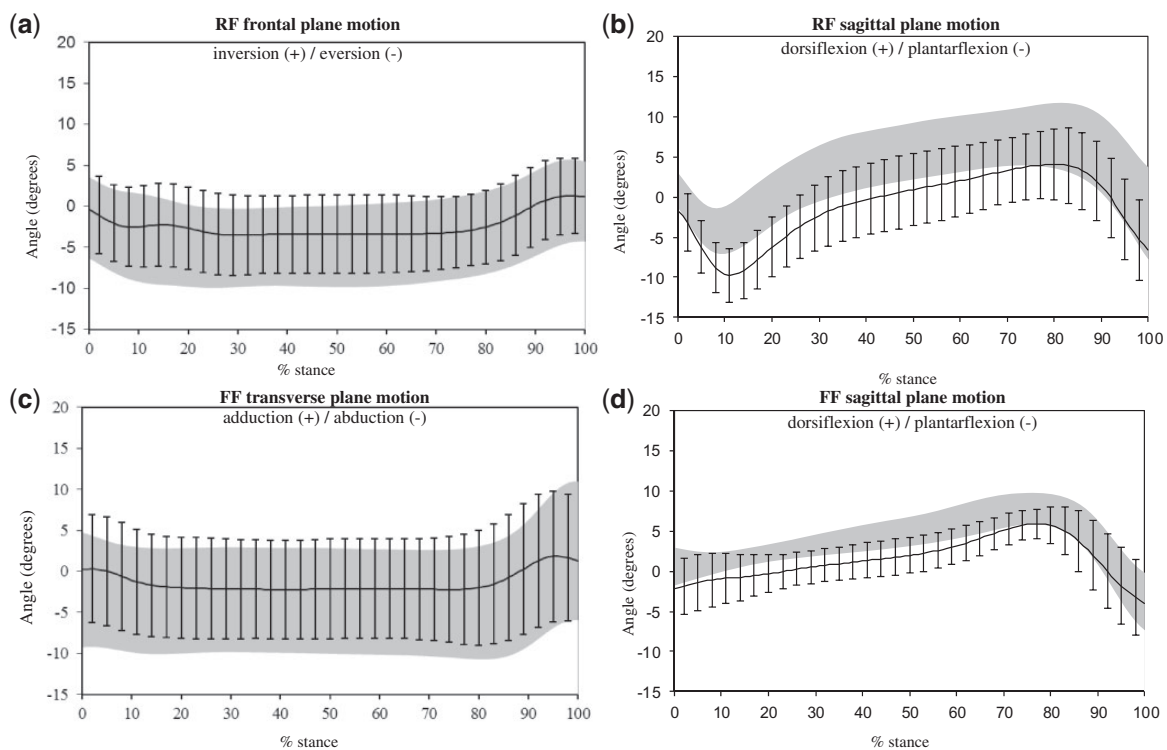 (a)
RF frontal plane motion
inversion (+) / eversion (-)
20
15
10
5
0
-5
-10
-15
Angle (degrees)
0 10 20 30 40 50 60 70 80 90 100
% stance
(b)
RF sagittal plane motion
dorsiflexion (+) / plantarflexion (-)
20
15
10
5
0
-5
-10
-15
Angle (degrees)
0 10 20 30 40 50 60 70 80 90 100
% stance
(c)
FF transverse plane motion
adduction (+) / abduction (-)
20
15
10
5
0
-5
-10
-15
Angle (degrees)
0 10 20 30 40 50 60 70 80 90 100
% stance
(d)
FF sagittal plane motion
dorsiflexion (+) / plantarflexion (-)
20
15
10
5
0
-5
-10
-15
Angle (degrees)
0 10 20 30 40 50 60 70 80 90 100
% stance